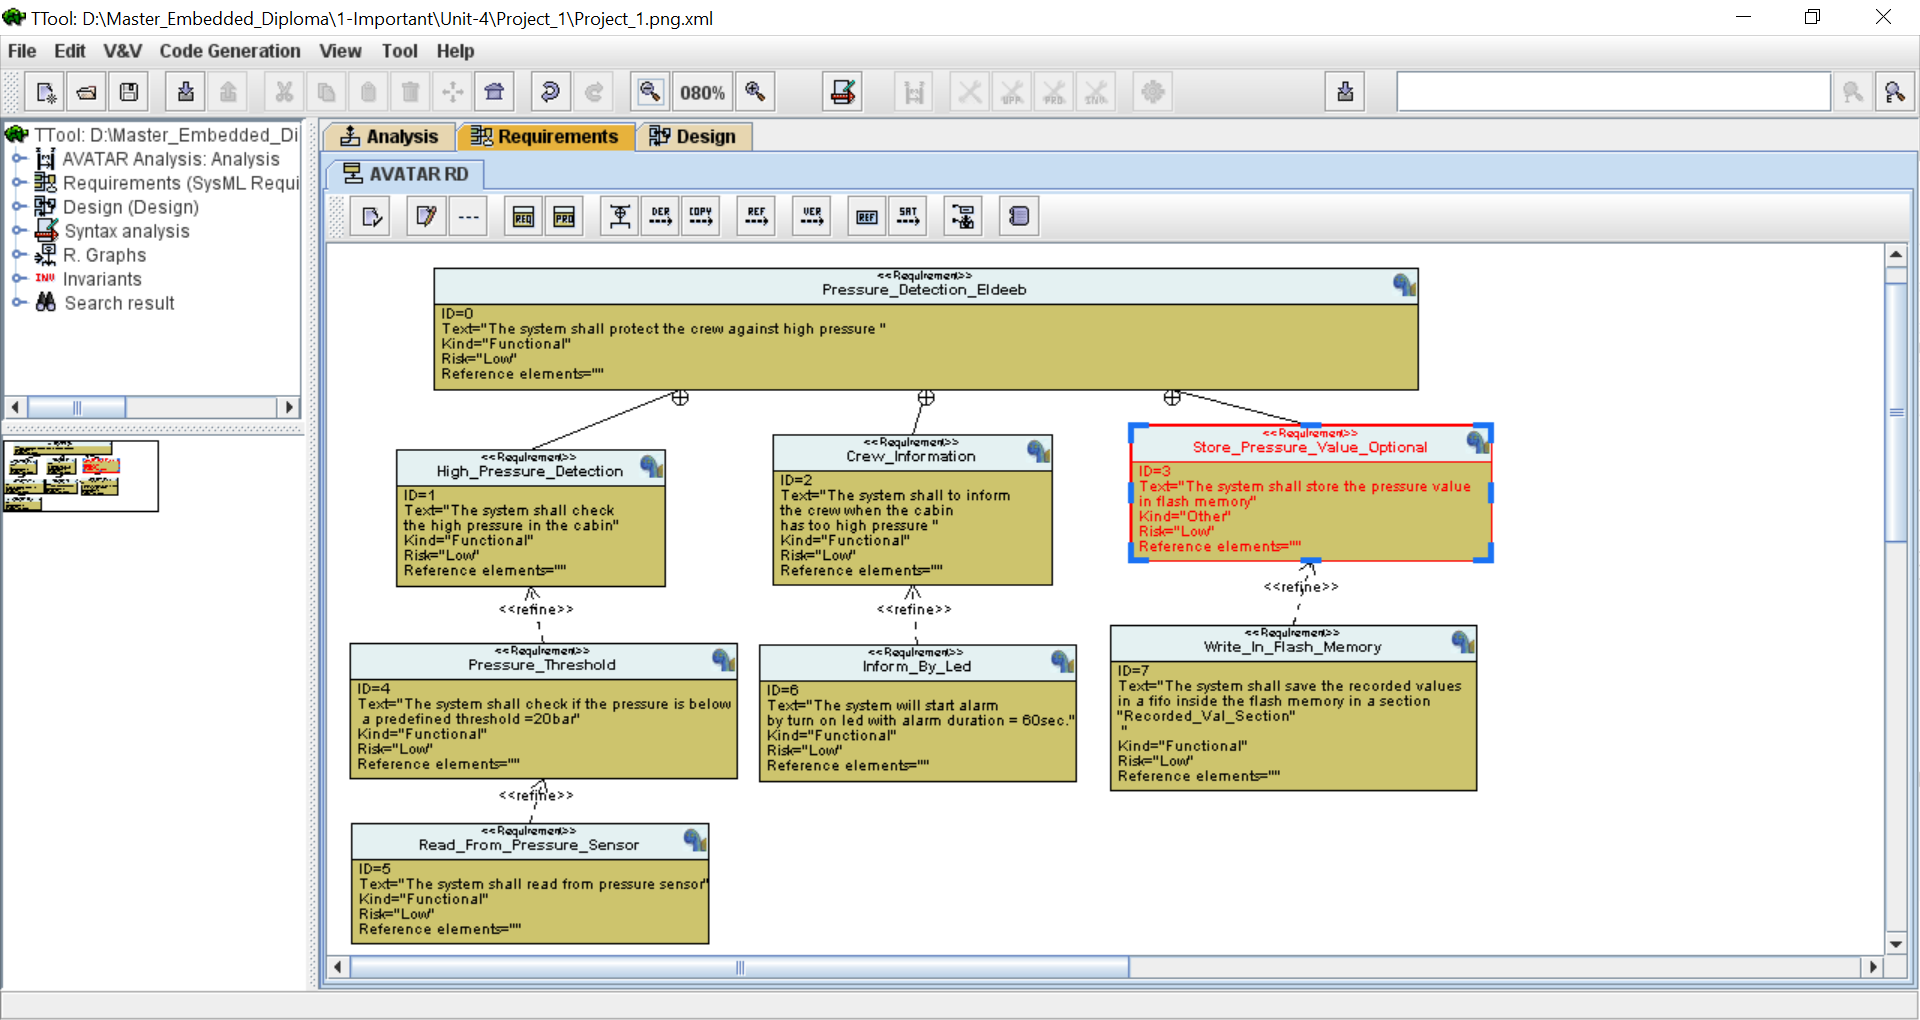 TTool: D:\Master_Embedded_Diploma\1-Important\Unit-4\Project_1\Project_1.png.xml
File Edit V&V Code Generation View Tool Help
080%
TTool: D:\Master_Embedded_Di
AVATAR Analysis: Analysis
Requirements (SysML Requi
Design (Design)
Syntax analysis
R. Graphs
INV Invariants
Search result
Analysis Requirements Design
AVATAR RD
REQ PRO DER COPY REF VER REF SAT
<<Requirement>>
Pressure_Detection_Eldeeb
ID=0
Text="The system shall protect the crew against high pressure "
Kind="Functional"
Risk="Low"
Reference elements=""
<<Requirement>>
High_Pressure_Detection
ID=1
Text="The system shall check
the high pressure in the cabin"
Kind="Functional"
Risk="Low"
Reference elements=""
<<Requirement>>
Crew_Information
ID=2
Text="The system shall to inform
the crew when the cabin
has too high pressure "
Kind="Functional"
Risk="Low"
Reference elements=""
<<Requirement>>
Store_Pressure_Value_Optional
ID=3
Text="The system shall store the pressure value
in flash memory"
Kind="Other"
Risk="Low"
Reference elements=""
<<refine>>
<<refine>>
<<refine>>
<<Requirement>>
Pressure_Threshold
ID=4
Text="The system shall check if the pressure is below
a predefined threshold =20bar"
Kind="Functional"
Risk="Low"
Reference elements=""
<<Requirement>>
Inform_By_Led
ID=6
Text="The system will start alarm
by turn on led with alarm duration = 60sec."
Kind="Functional"
Risk="Low"
Reference elements=""
<<Requirement>>
Write_In_Flash_Memory
ID=7
Text="The system shall save the recorded values
in a fifo inside the flash memory in a section
"Recorded_Val_Section"
"
Kind="Functional"
Risk="Low"
Reference elements=""
<<refine>>
<<Requirement>>
Read_From_Pressure_Sensor
ID=5
Text="The system shall read from pressure sensor"
Kind="Functional"
Risk="Low"
Reference elements=""